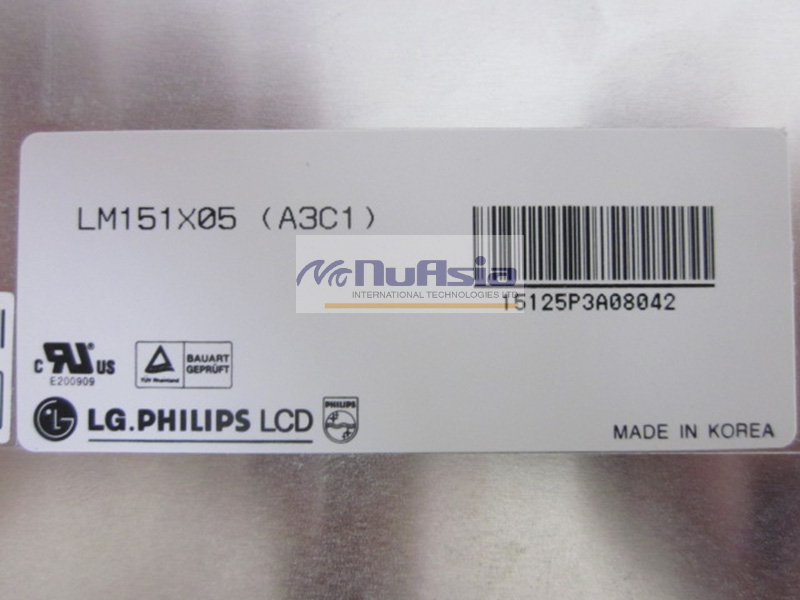 LM151X05 (A3C1)
NuAsia
INTERNATIONAL TECHNOLOGIES LTD
15125P3A08042
c UR US
E200909
TÜV Rheinland
BAUART
GEPRÜFT
LG.PHILIPS LCD
PHILIPS
MADE IN KOREA